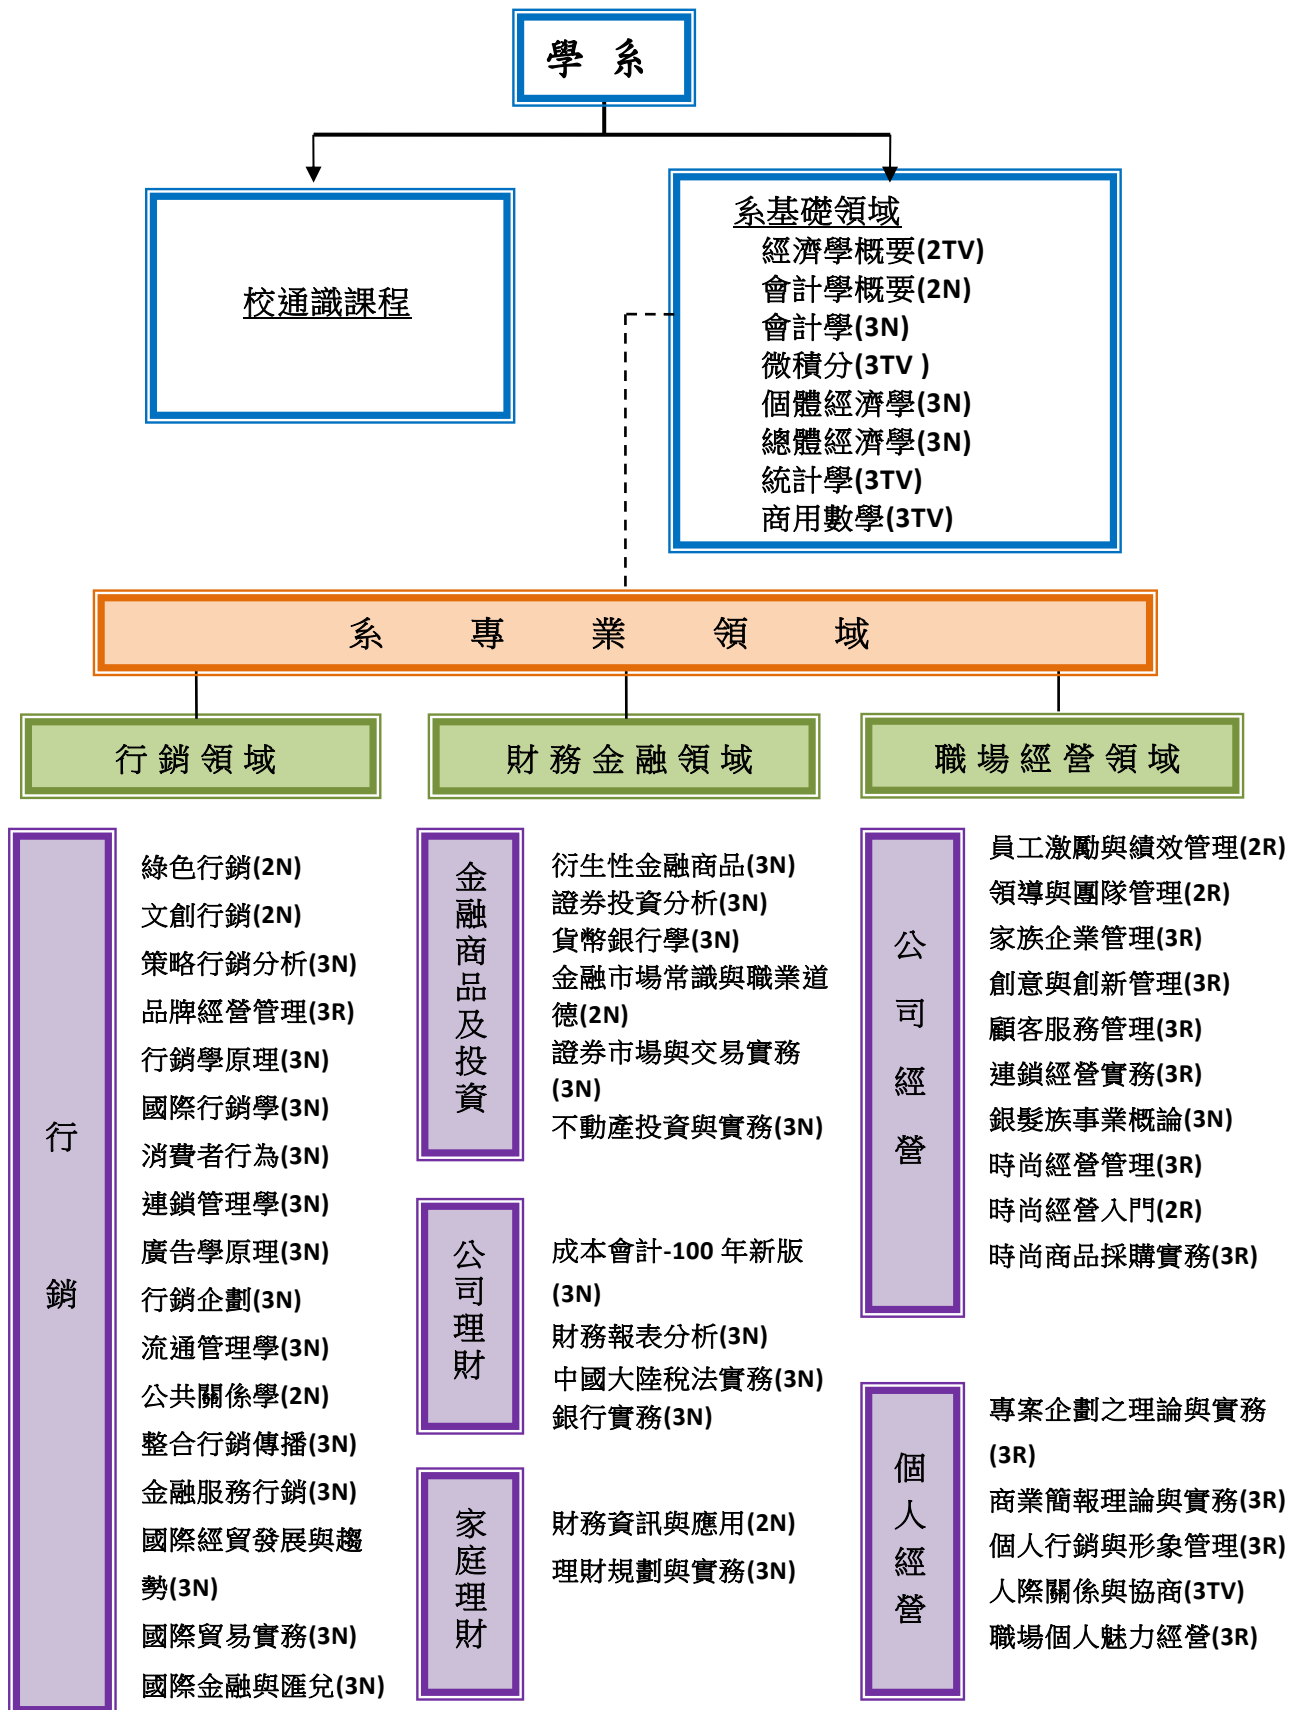 學 系
校通識課程
系基礎領域
經濟學概要(2TV)
會計學概要(2N)
會計學(3N)
微積分(3TV )
個體經濟學(3N)
總體經濟學(3N)
統計學(3TV)
商用數學(3TV)
系 專 業 領 域
行銷領域
行銷
綠色行銷(2N)
文創行銷(2N)
策略行銷分析(3N)
品牌經營管理(3R)
行銷學原理(3N)
國際行銷學(3N)
消費者行為(3N)
連鎖管理學(3N)
廣告學原理(3N)
行銷企劃(3N)
流通管理學(3N)
公共關係學(2N)
整合行銷傳播(3N)
金融服務行銷(3N)
國際經貿發展與趨
勢(3N)
國際貿易實務(3N)
國際金融與匯兌(3N)
財務金融領域
金融商品及投資
衍生性金融商品(3N)
證券投資分析(3N)
貨幣銀行學(3N)
金融市場常識與職業道
德(2N)
證券市場與交易實務
(3N)
不動產投資與實務(3N)
公司理財
成本會計-100 年新版
(3N)
財務報表分析(3N)
中國大陸稅法實務(3N)
銀行實務(3N)
家庭理財
財務資訊與應用(2N)
理財規劃與實務(3N)
職場經營領域
公司經營
員工激勵與績效管理(2R)
領導與團隊管理(2R)
家族企業管理(3R)
創意與創新管理(3R)
顧客服務管理(3R)
連鎖經營實務(3R)
銀髮族事業概論(3N)
時尚經營管理(3R)
時尚經營入門(2R)
時尚商品採購實務(3R)
個人經營
專案企劃之理論與實務
(3R)
商業簡報理論與實務(3R)
個人行銷與形象管理(3R)
人際關係與協商(3TV)
職場個人魅力經營(3R)